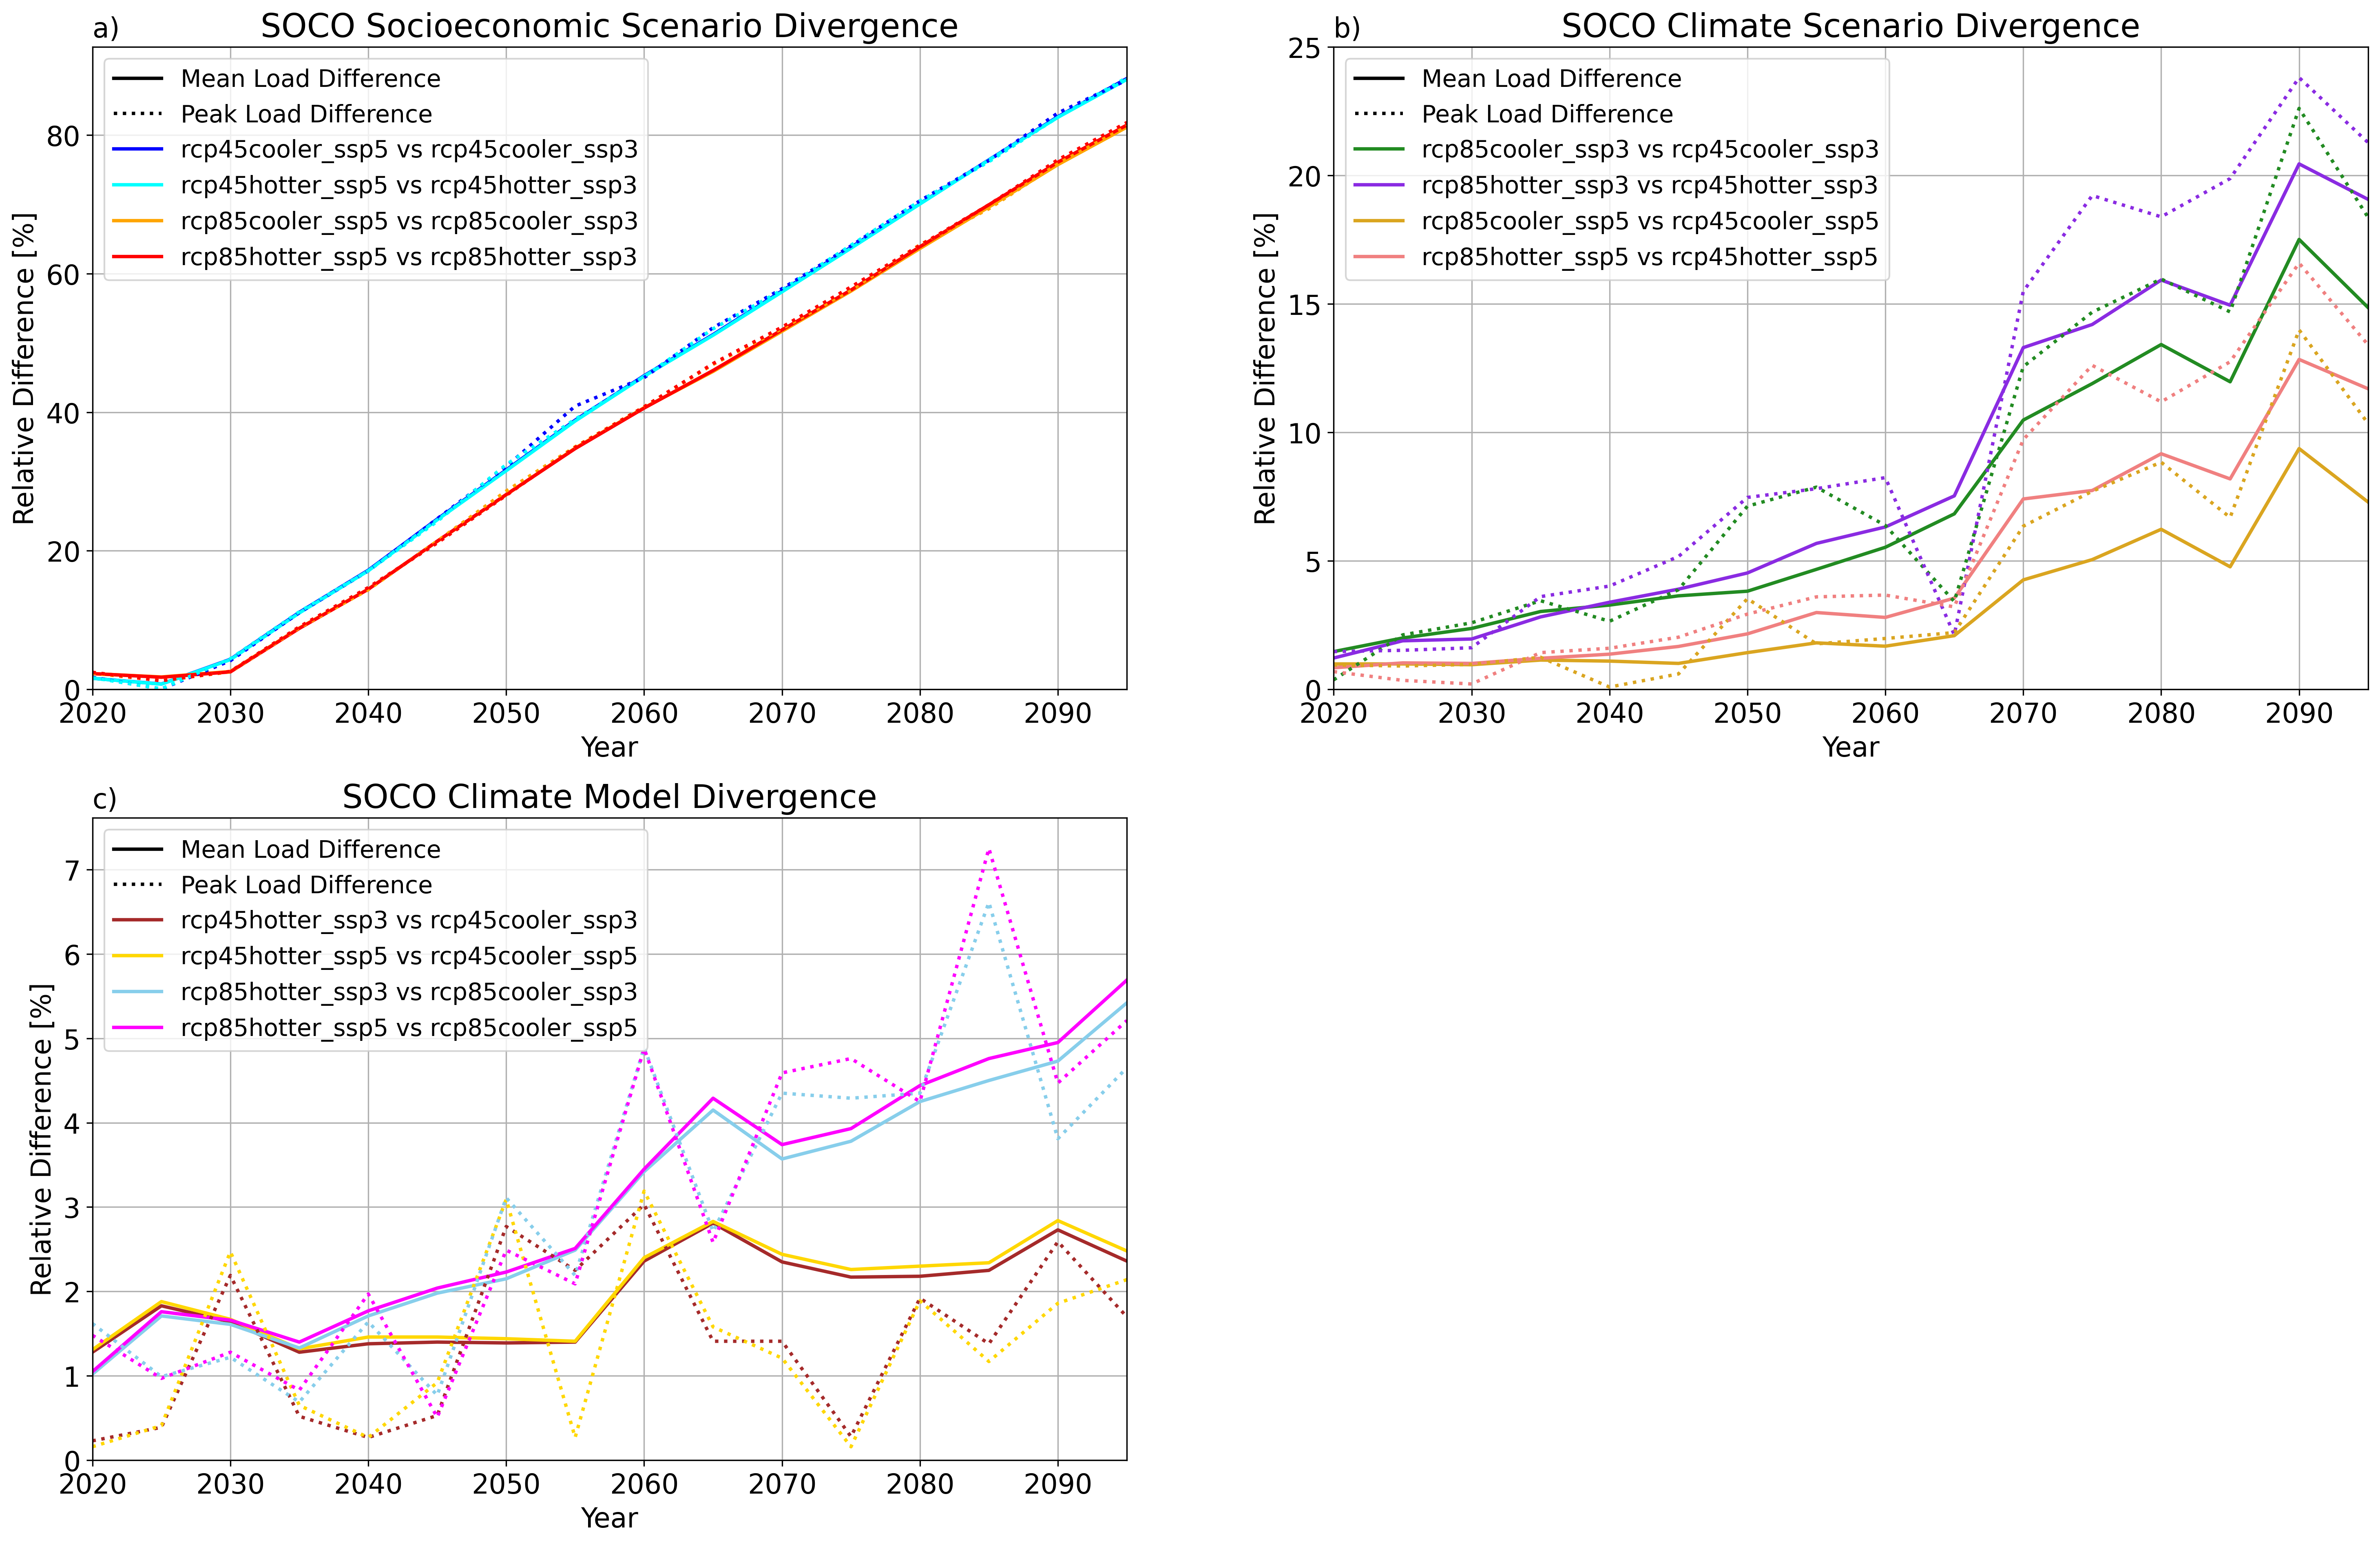 a)
SOCO Socioeconomic Scenario Divergence
Mean Load Difference
Peak Load Difference
rcp45cooler_ssp5 vs rcp45cooler_ssp3
rcp45hotter_ssp5 vs rcp45hotter_ssp3
rcp85cooler_ssp5 vs rcp85cooler_ssp3
rcp85hotter_ssp5 vs rcp85hotter_ssp3
Relative Difference [%]
80
60
40
20
0
2020 2030 2040 2050 2060 2070 2080 2090
Year
b)
SOCO Climate Scenario Divergence
Mean Load Difference
Peak Load Difference
rcp85cooler_ssp3 vs rcp45cooler_ssp3
rcp85hotter_ssp3 vs rcp45hotter_ssp3
rcp85cooler_ssp5 vs rcp45cooler_ssp5
rcp85hotter_ssp5 vs rcp45hotter_ssp5
Relative Difference [%]
25
20
15
10
5
0
2020 2030 2040 2050 2060 2070 2080 2090
Year
c)
SOCO Climate Model Divergence
Mean Load Difference
Peak Load Difference
rcp45hotter_ssp3 vs rcp45cooler_ssp3
rcp45hotter_ssp5 vs rcp45cooler_ssp5
rcp85hotter_ssp3 vs rcp85cooler_ssp3
rcp85hotter_ssp5 vs rcp85cooler_ssp5
Relative Difference [%]
7
6
5
4
3
2
1
0
2020 2030 2040 2050 2060 2070 2080 2090
Year